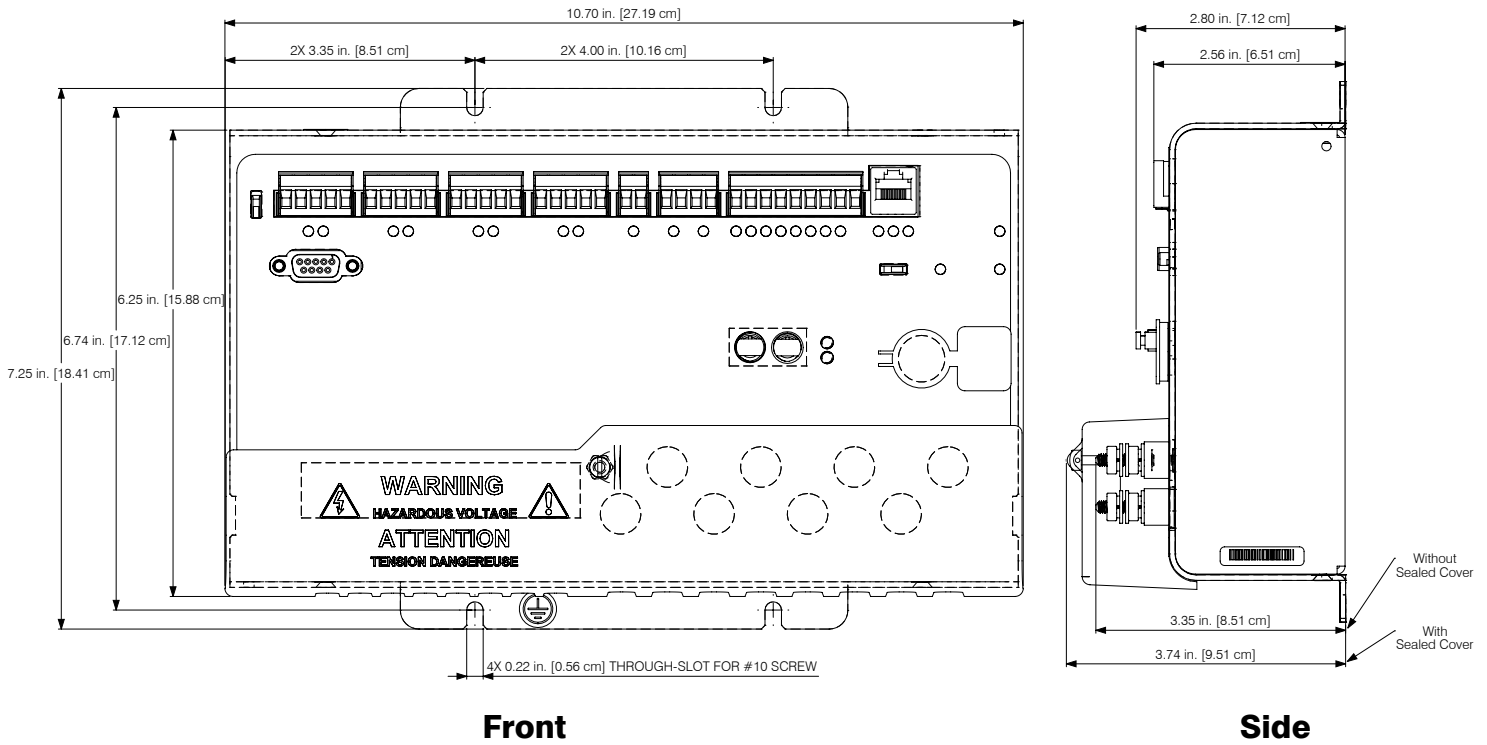 10.70 in. [27.19 cm]
2X 3.35 in. [8.51 cm]
2X 4.00 in. [10.16 cm]
2.80 in. [7.12 cm]
2.56 in. [6.51 cm]
6.25 in. [15.88 cm]
6.74 in. [17.12 cm]
7.25 in. [18.41 cm]
WARNING
HAZARDOUS VOLTAGE
ATTENTION
TENSION DANGEREUSE
4X 0.22 in. [0.56 cm] THROUGH-SLOT FOR #10 SCREW
Without
Sealed Cover
3.35 in. [8.51 cm]
With
Sealed Cover
3.74 in. [9.51 cm]
Front
Side